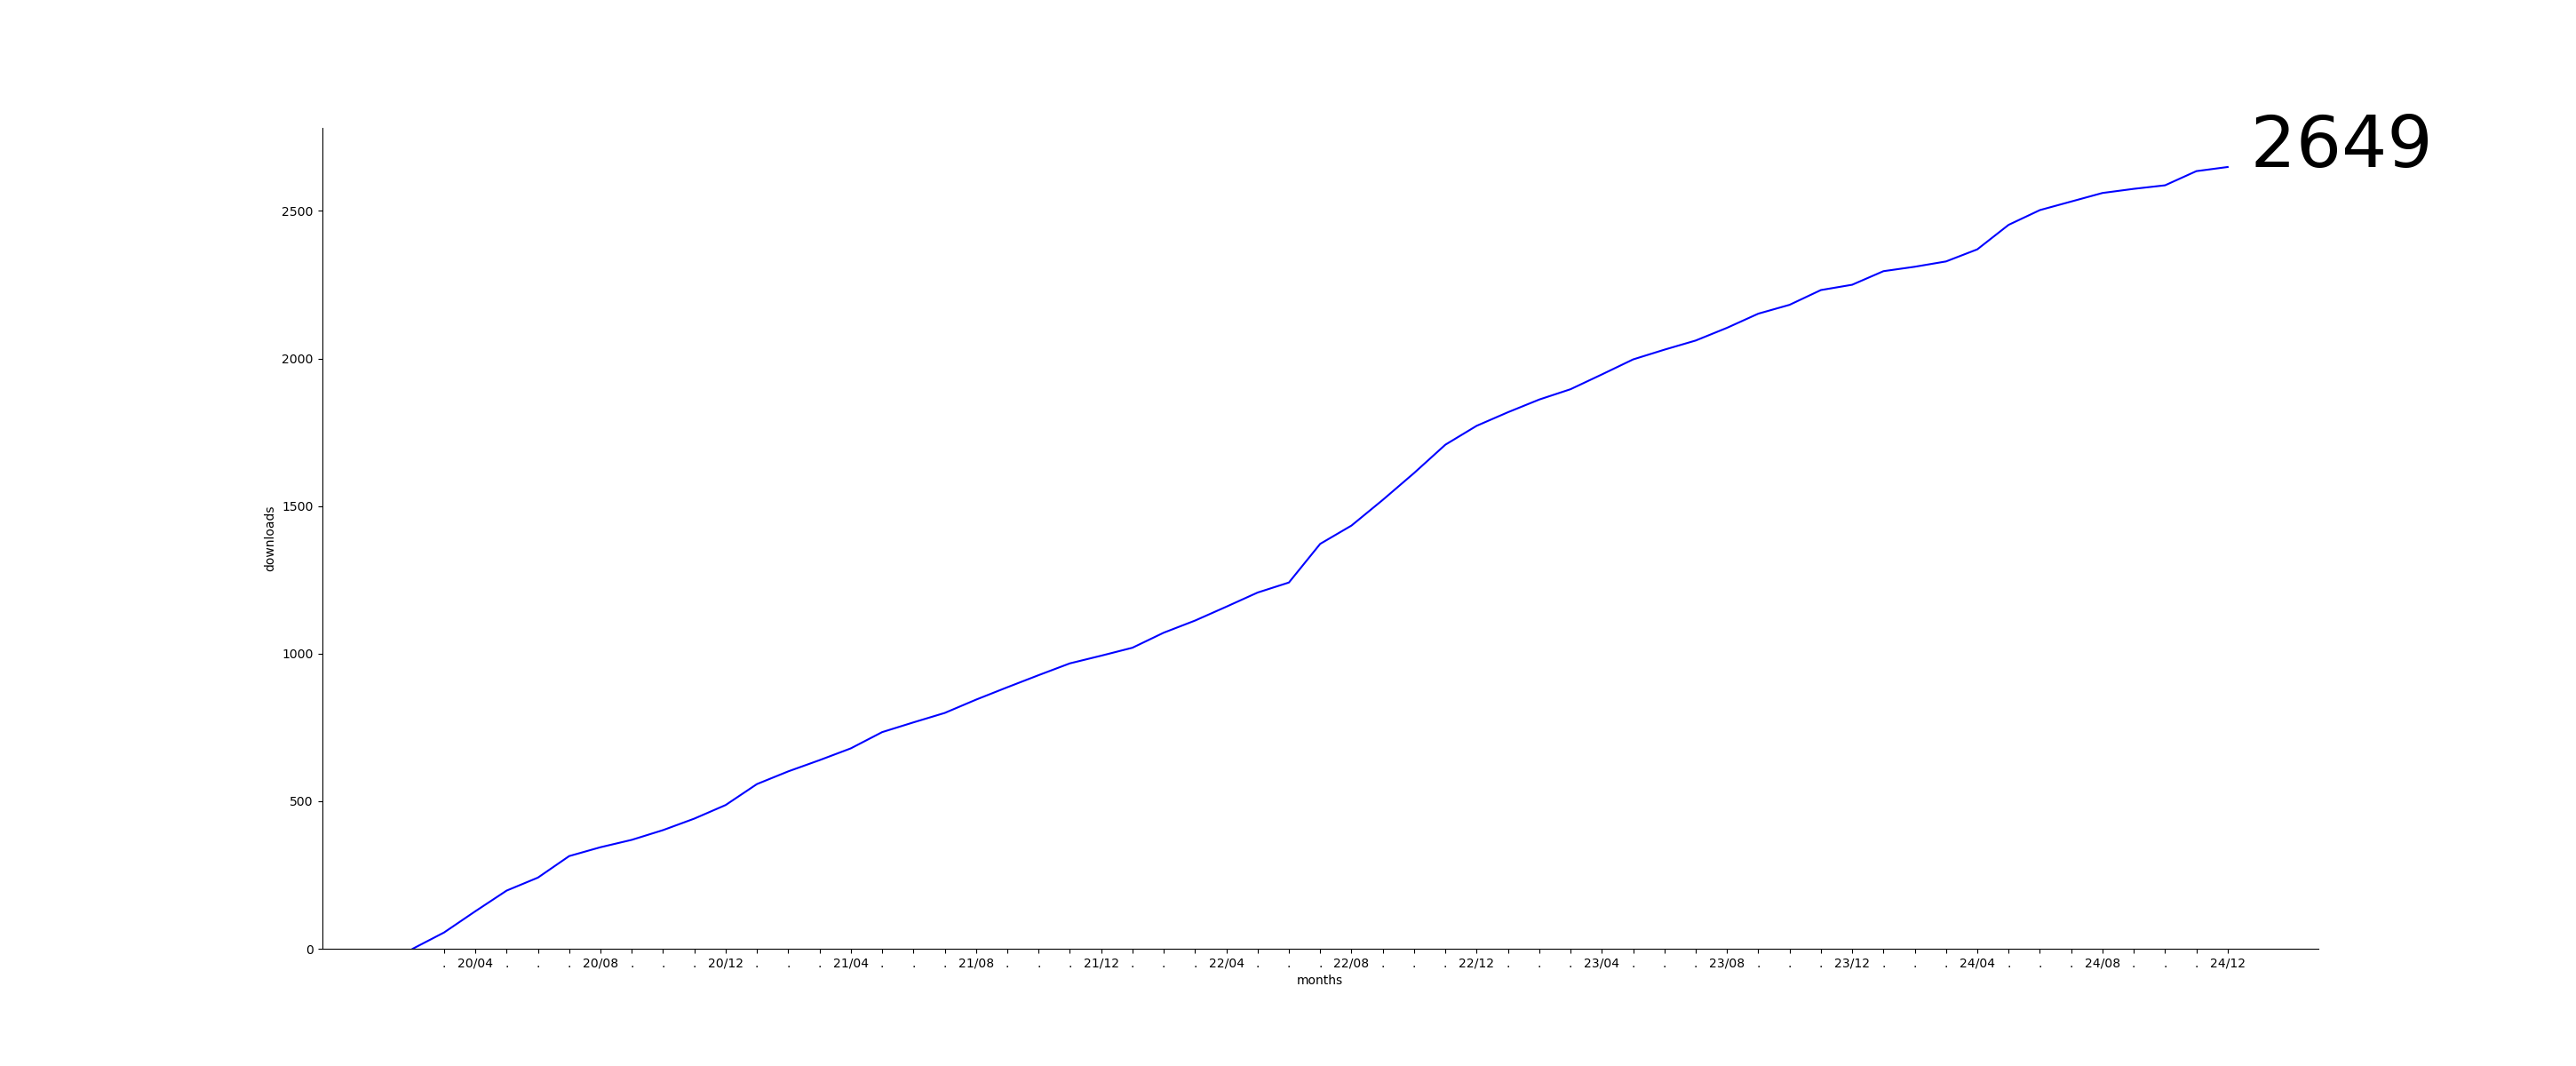 2649
2500
2000
1500
1000
500
0
downloads
. 20/04 . . . 20/08 . . . 20/12 . . . 21/04 . . . 21/08 . . . 21/12 . . . 22/04 . . . 22/08 . . . 22/12 . . . 23/04 . . . 23/08 . . . 23/12 . . . 24/04 . . . 24/08 . . . 24/12
months